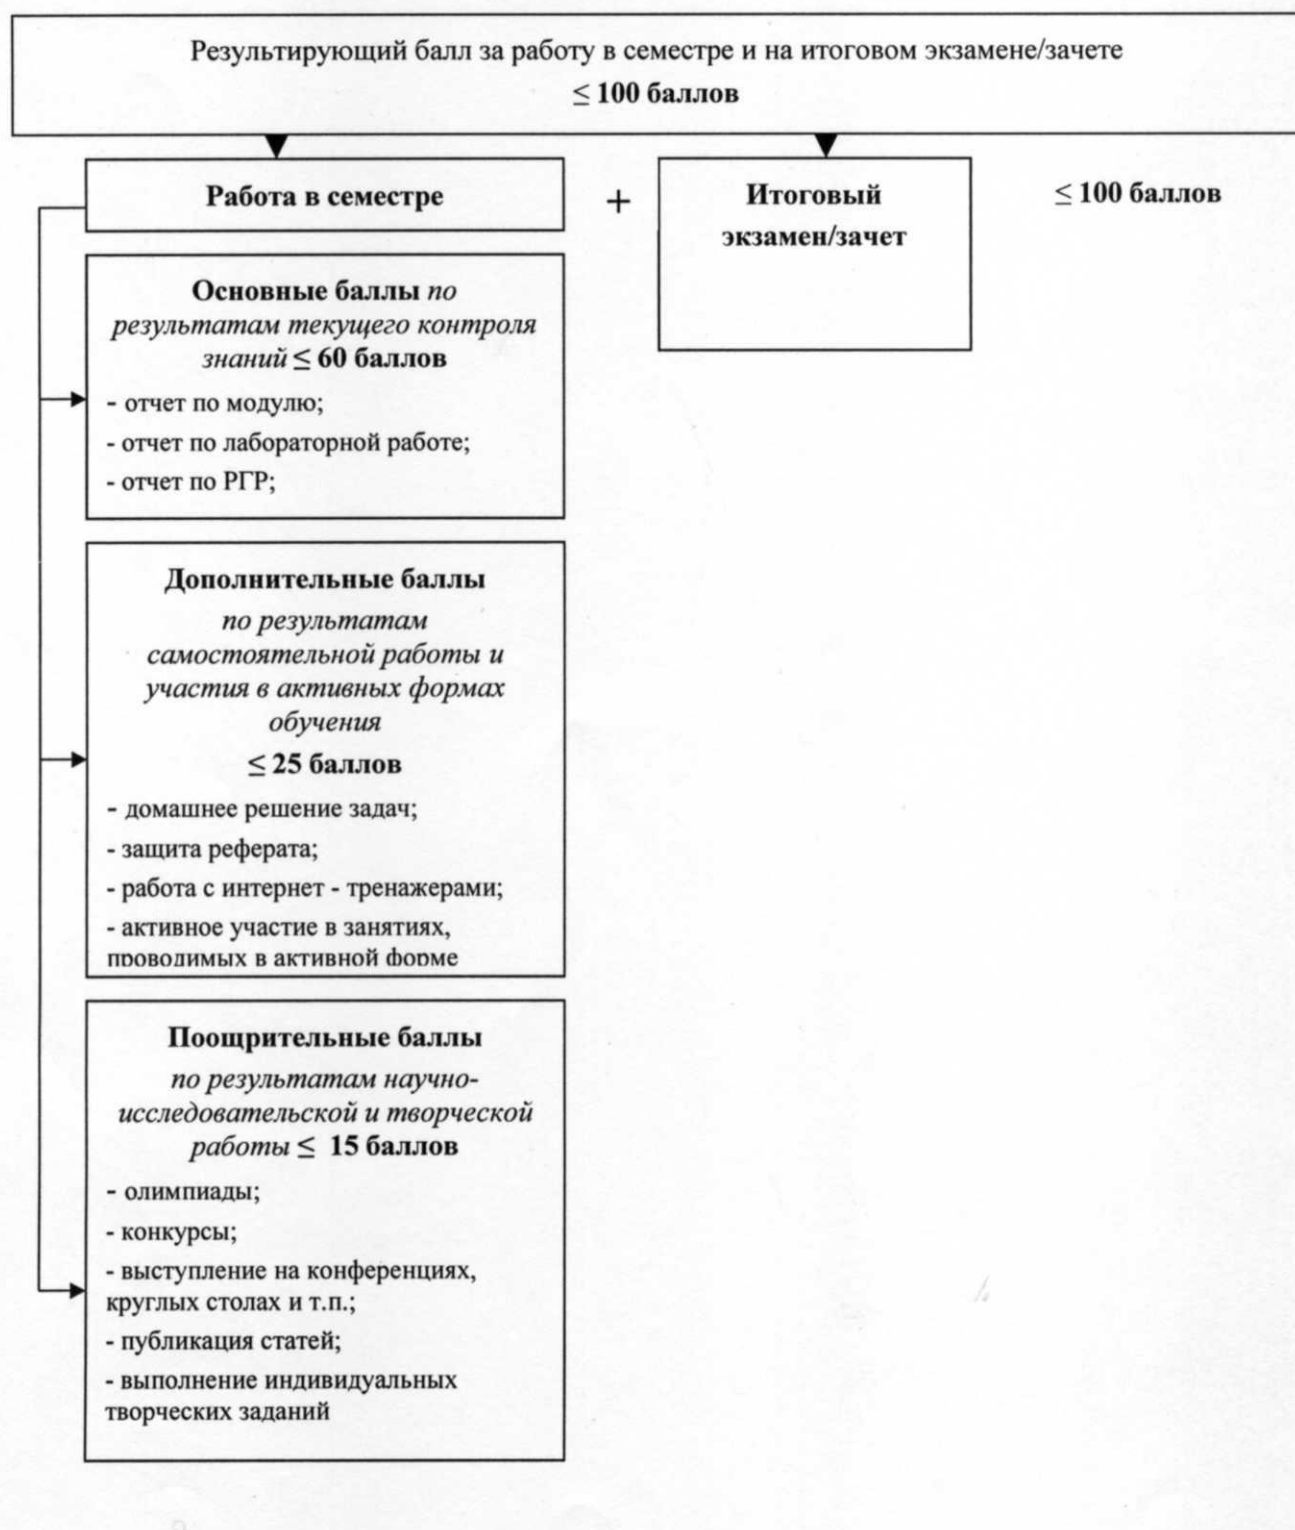 Результирующий балл за работу в семестре и на итоговом экзамене/зачете
≤ 100 баллов
Работа в семестре
+
Итоговый
экзамен/зачет
≤ 100 баллов
Основные баллы по
результатам текущего контроля
знаний ≤ 60 баллов
- отчет по модулю;
- отчет по лабораторной работе;
- отчет по РГР;
Дополнительные баллы
по результатам
самостоятельной работы и
участия в активных формах
обучения
≤ 25 баллов
- домашнее решение задач;
- защита реферата;
- работа с интернет - тренажерами;
- активное участие в занятиях,
проводимых в активной форме
Поощрительные баллы
по результатам научно-
исследовательской и творческой
работы ≤ 15 баллов
- олимпиады;
- конкурсы;
- выступление на конференциях,
круглых столах и т.п.;
- публикация статей;
- выполнение индивидуальных
творческих заданий